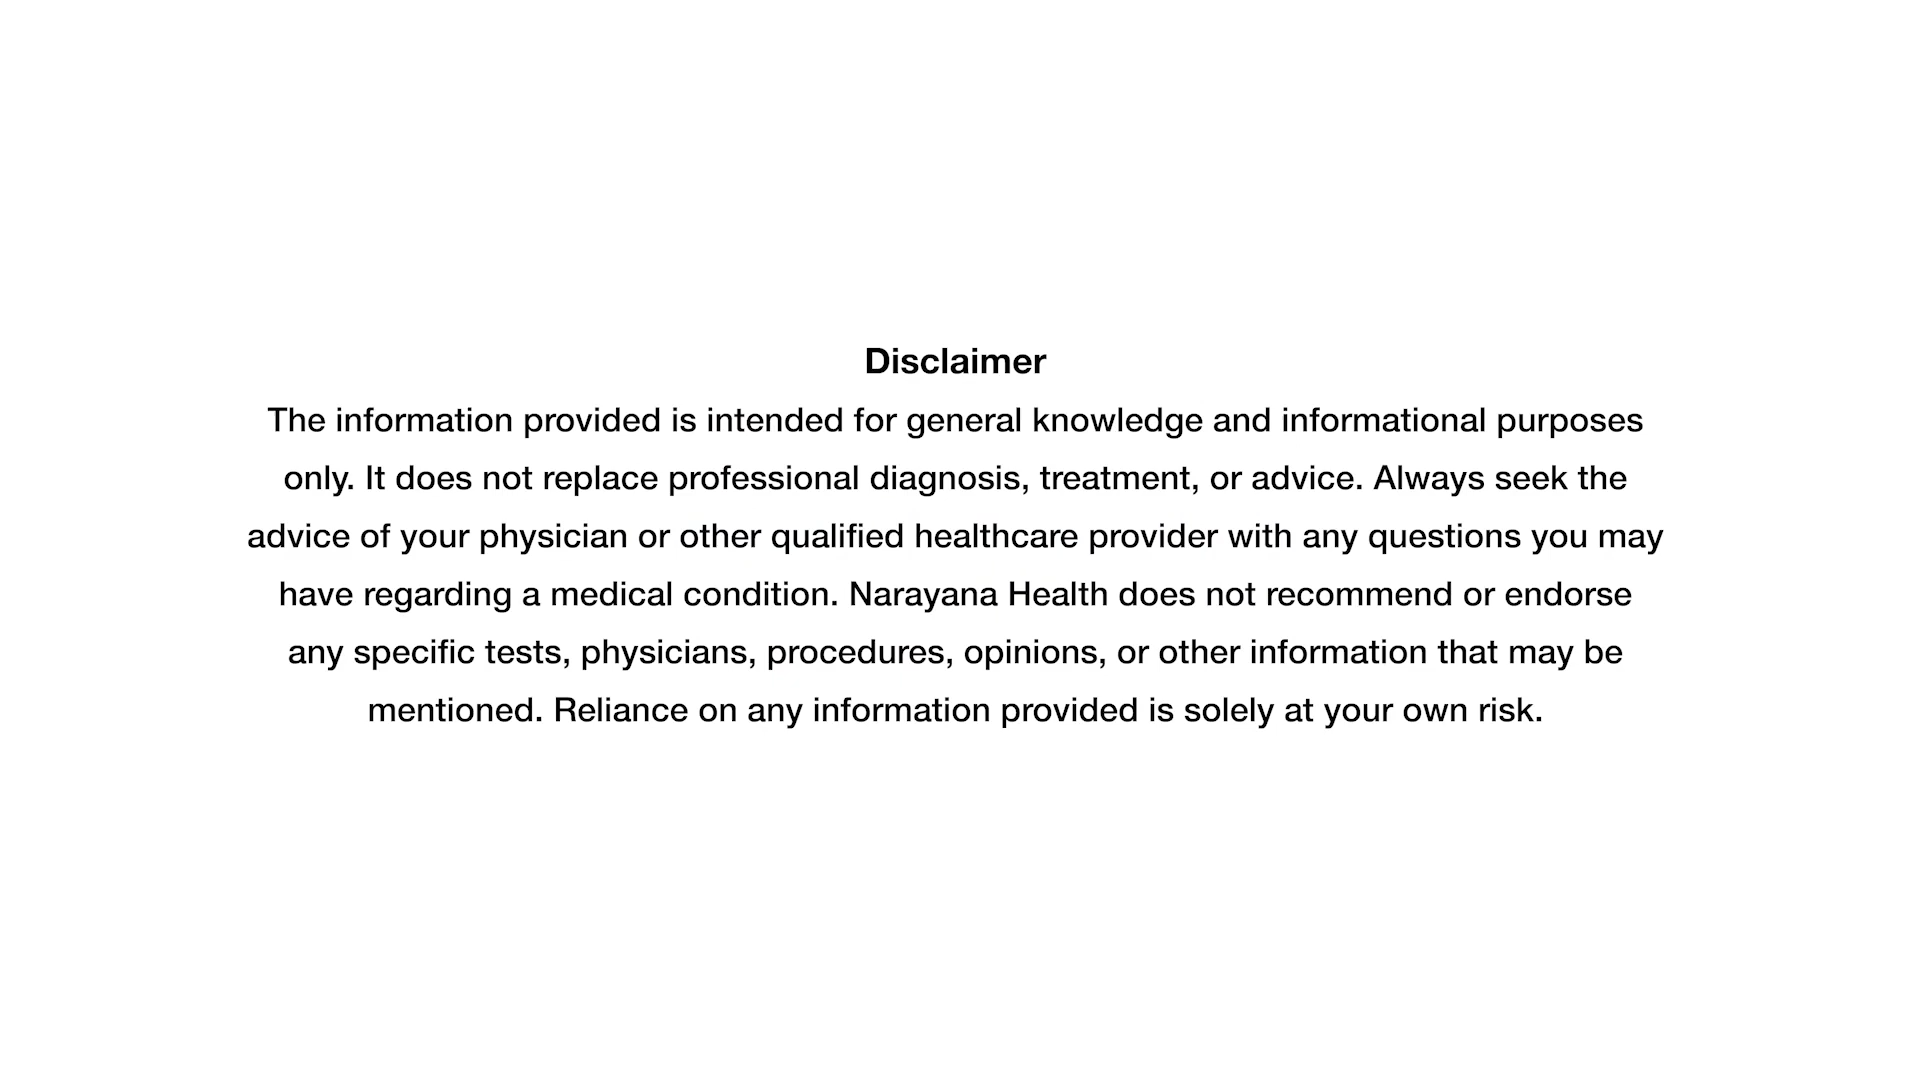 Disclaimer
The information provided is intended for general knowledge and informational purposes
only. It does not replace professional diagnosis, treatment, or advice. Always seek the
advice of your physician or other qualified healthcare provider with any questions you may
have regarding a medical condition. Narayana Health does not recommend or endorse
any specific tests, physicians, procedures, opinions, or other information that may be
mentioned. Reliance on any information provided is solely at your own risk.